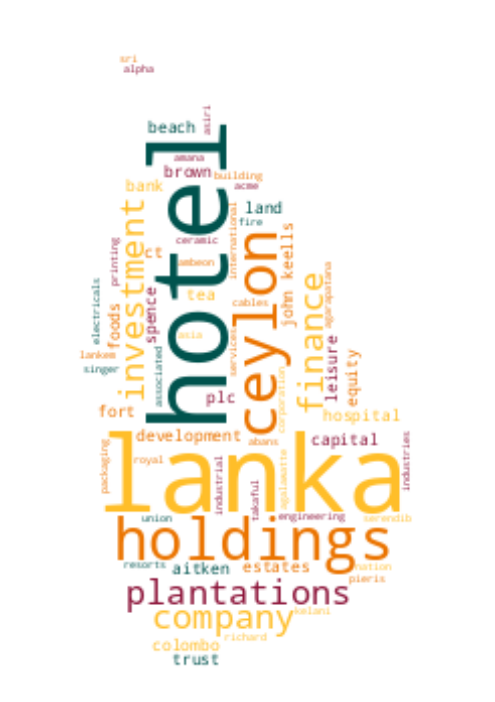 sri
alpha
asiri
beach
hotel
amana
brown
building
bank
acme
land
fire
investment
international
ceramic
printing
ct
ambeon
ceylon
john keells
agarapatana
finance
electricals
foods
spence
tea
cables
asia
services
lankem
singer
associated
leisure
equity
plc
corporation
fort
hospital
development
abans
capital
industries
lanka
packaging
royal
industrial
takaful
agalawatte
union
engineering
serendib
holdings
resorts
aitken
estates
nation
pieris
plantations
company
kelani
richard
colombo
trust